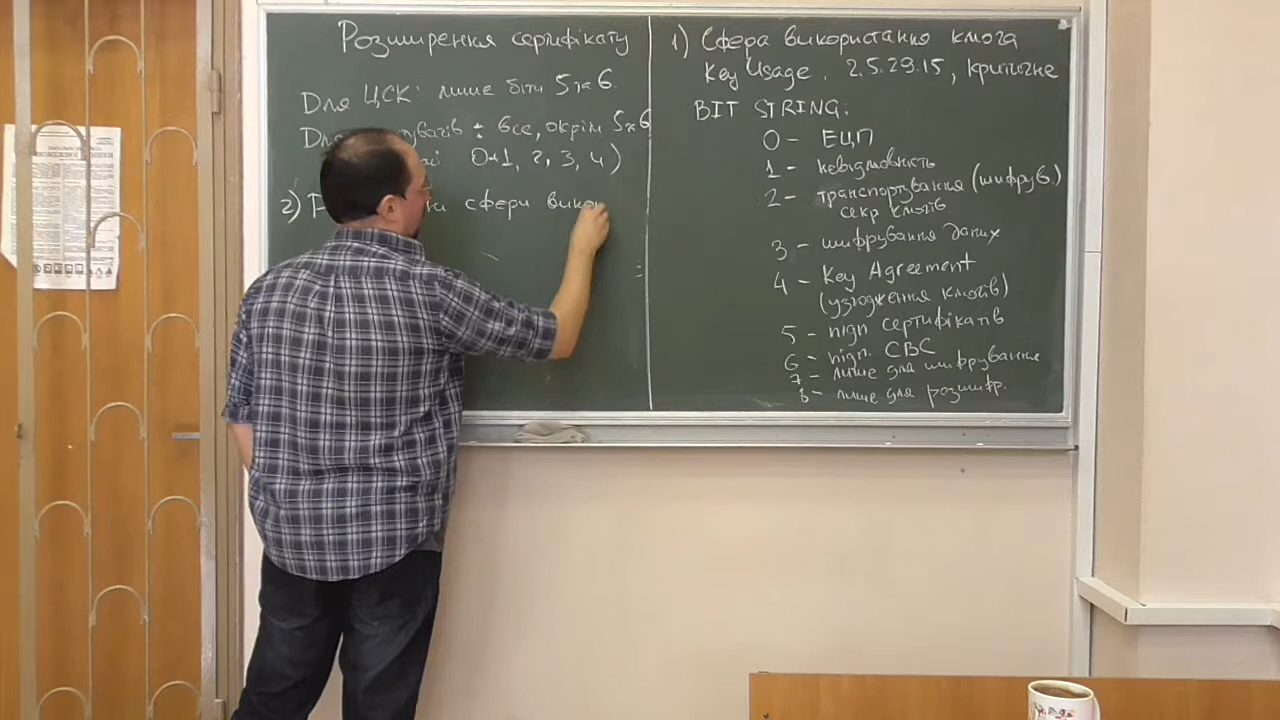 Розширення сертифікату
Для ЦСК: лише біти 5 та 6.
Для : все, окрім 5 та 6
0+1, 2, 3, 4)
2) сфери вико
1) Сфера використання ключа
Key Usage, 2.5.29.15, критичне
BIT STRING:
0 - ЕЦП
1 - невідмовність
2 - транспортування (шифрув.)
секр ключів.
3 - шифрування даних
4 - Key Agreement
(узгодження ключів)
5 - підп. сертифікатів
6 - підп. СВС
7 - лише для шифрування
8 - лише для розшифр.